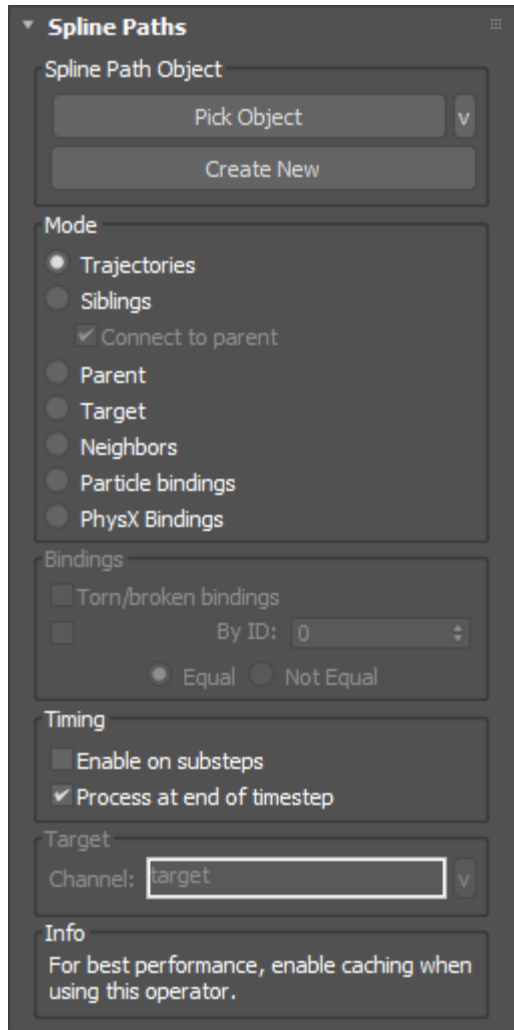 Spline Paths
Spline Path Object
Pick Object v
Create New
Mode
Trajectories
Siblings
Connect to parent
Parent
Target
Neighbors
Particle bindings
PhysX Bindings
Bindings
Torn/broken bindings
By ID: 0
Equal Not Equal
Timing
Enable on substeps
Process at end of timestep
Target
Channel: target v
Info
For best performance, enable caching when
using this operator.